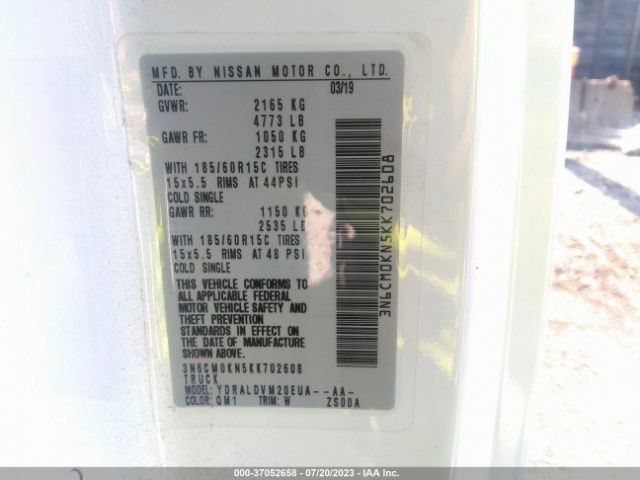 MFD. BY NISSAN MOTOR CO., LTD.
DATE: 03/19
GVWR: 2165 KG
4773 LB
GAWR FR: 1050 KG
2315 LB
WITH 185/60R15C TIRES
15x5.5 RIMS AT 44PSI
COLD SINGLE
GAWR RR: 1150 KG
2535 LB
WITH 185/60R15C TIRES
15x5.5 RIMS AT 48 PSI
COLD SINGLE
THIS VEHICLE CONFORMS TO
ALL APPLICABLE FEDERAL
MOTOR VEHICLE SAFETY AND
THEFT PREVENTION
STANDARDS IN EFFECT ON
THE DATE OF MANUFACTURE
SHOWN ABOVE.
3N6CM0KN5KK702608
TRUCK
MODEL: YDRALDVM20EUA--AA-
COLOR: QM1 TRIM: W ZS00A
3N6CM0KN5KK702608
000-37052658 - 07/20/2023 - IAA Inc.